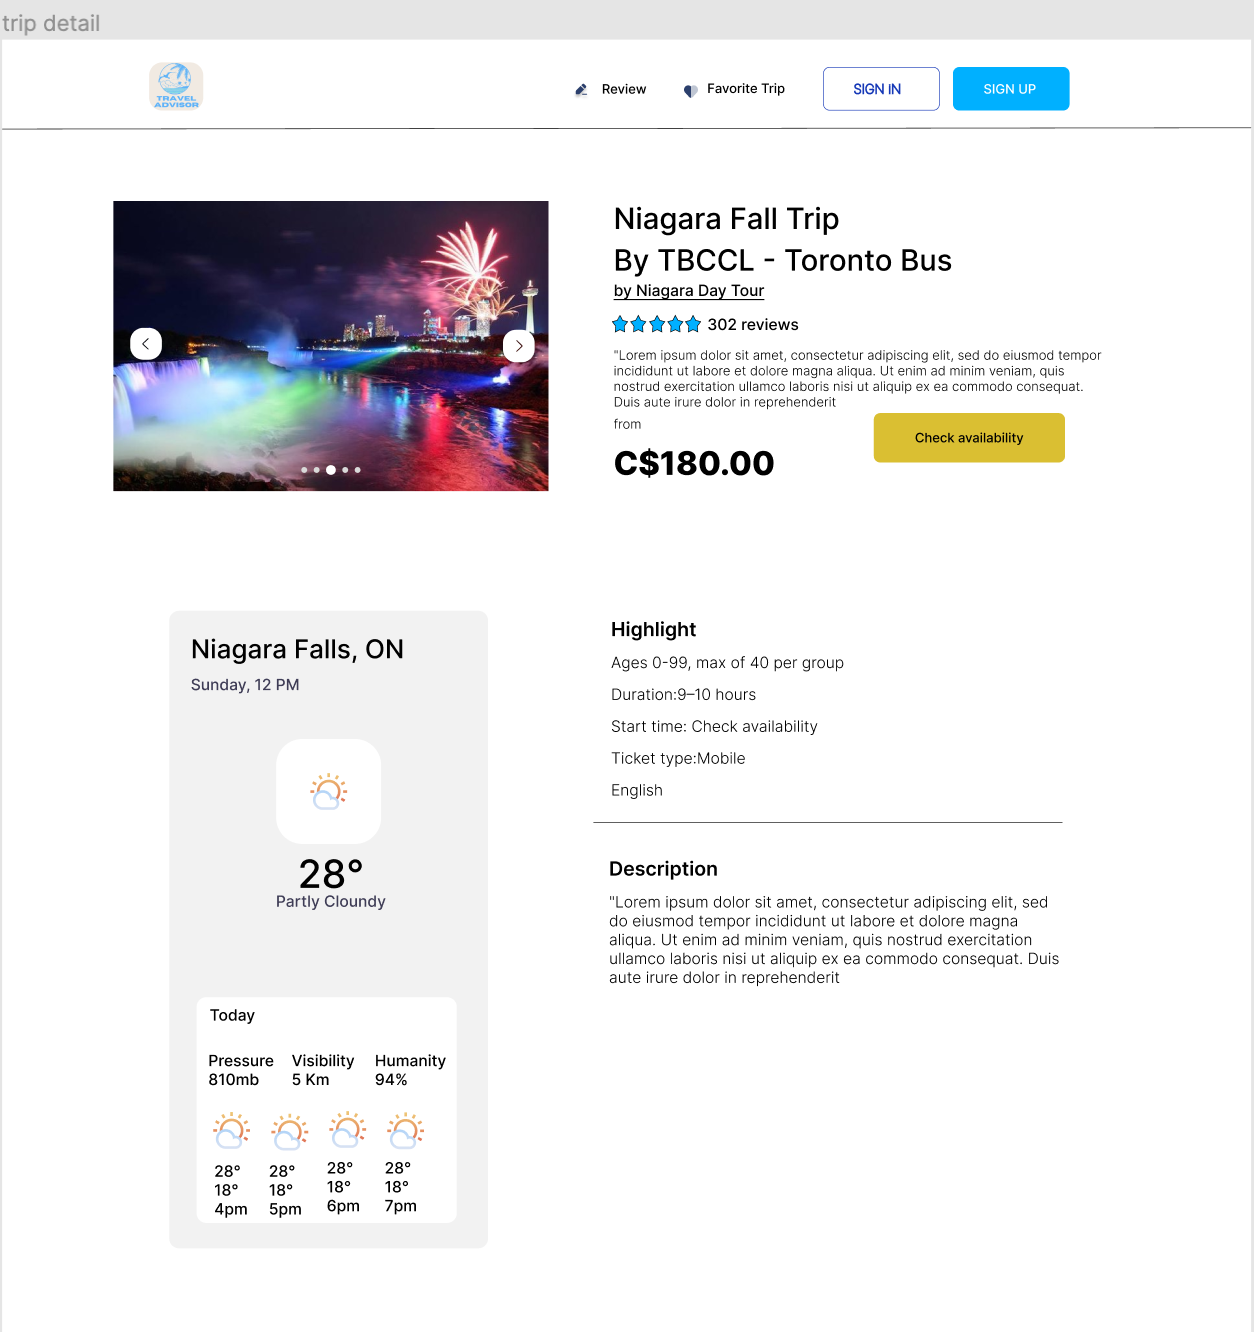 trip detail
TRAVEL
ADVISOR
Review
Favorite Trip
SIGN IN
SIGN UP
Niagara Fall Trip
By TBCCL - Toronto Bus
by Niagara Day Tour
302 reviews
"Lorem ipsum dolor sit amet, consectetur adipiscing elit, sed do eiusmod tempor
incididunt ut labore et dolore magna aliqua. Ut enim ad minim veniam, quis
nostrud exercitation ullamco laboris nisi ut aliquip ex ea commodo consequat.
Duis aute irure dolor in reprehenderit
from
C$180.00
Check availability
Niagara Falls, ON
Sunday, 12 PM
28°
Partly Cloundy
Today
Pressure
810mb
Visibility
5 Km
Humanity
94%
28°
18°
4pm
28°
18°
5pm
28°
18°
6pm
28°
18°
7pm
Highlight
Ages 0-99, max of 40 per group
Duration:9–10 hours
Start time: Check availability
Ticket type:Mobile
English
Description
"Lorem ipsum dolor sit amet, consectetur adipiscing elit, sed
do eiusmod tempor incididunt ut labore et dolore magna
aliqua. Ut enim ad minim veniam, quis nostrud exercitation
ullamco laboris nisi ut aliquip ex ea commodo consequat. Duis
aute irure dolor in reprehenderit